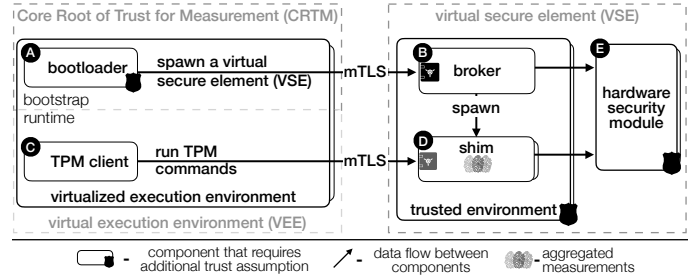 Core Root of Trust for Measurement (CRTM)
virtual secure element (VSE)
A
bootloader
spawn a virtual
secure element (VSE)
mTLS
B
broker
E
hardware
security
module
bootstrap
runtime
spawn
C
TPM client
run TPM
commands
mTLS
D
shim
virtualized execution environment
trusted environment
virtual execution environment (VEE)
- component that requires
additional trust assumption
- data flow between
components
- aggregated
measurements